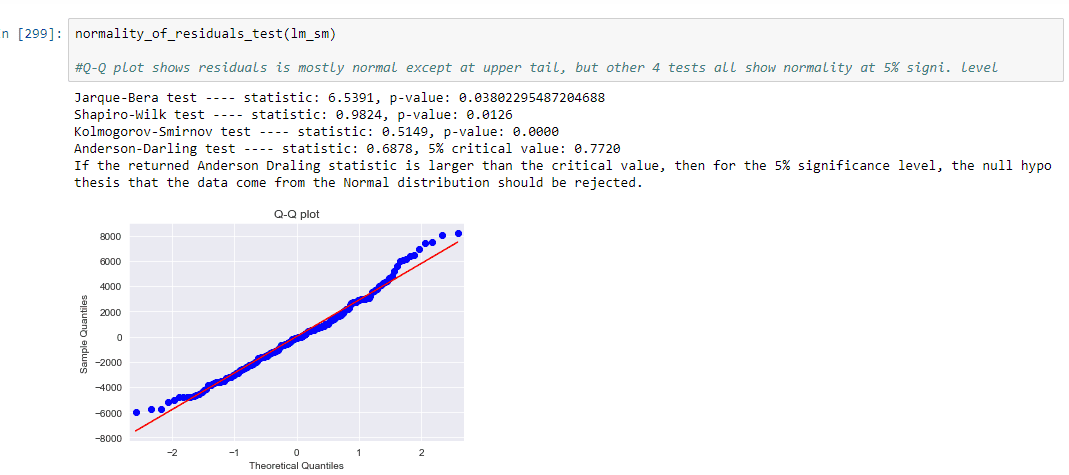 n [299]: normality_of_residuals_test(lm_sm)
#Q-Q plot shows residuals is mostly normal except at upper tail, but other 4 tests all show normality at 5% signi. level
Jarque-Bera test ---- statistic: 6.5391, p-value: 0.03802295487204688
Shapiro-Wilk test ---- statistic: 0.9824, p-value: 0.0126
Kolmogorov-Smirnov test ---- statistic: 0.5149, p-value: 0.0000
Anderson-Darling test ---- statistic: 0.6878, 5% critical value: 0.7720
If the returned Anderson Draling statistic is larger than the critical value, then for the 5% significance level, the null hypo
thesis that the data come from the Normal distribution should be rejected.
Q-Q plot
8000
6000
4000
2000
0
−2000
−4000
−6000
−8000
Sample Quantiles
−2 −1 0 1 2
Theoretical Quantiles